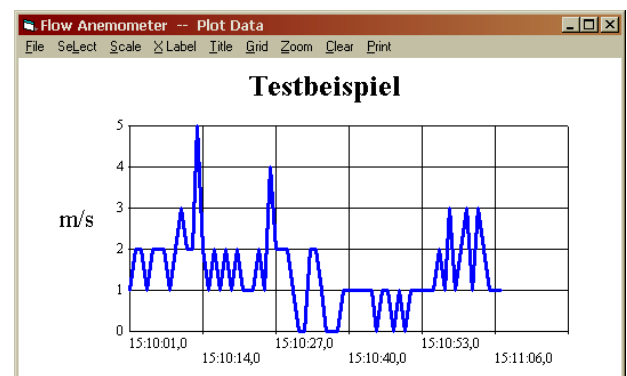 Flow Anemometer -- Plot Data
File SeLect Scale X Label Title Grid Zoom Clear Print
Testbeispiel
m/s
5
4
3
2
1
0
15:10:01,0 15:10:27,0 15:10:53,0
15:10:14,0 15:10:40,0 15:11:06,0